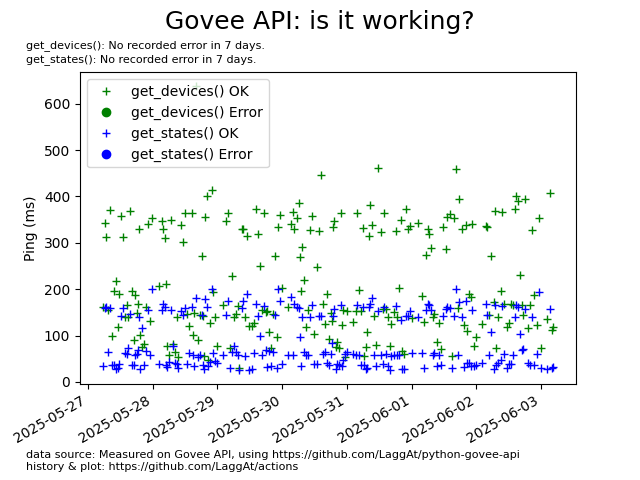 Govee API: is it working?
get_devices(): No recorded error in 7 days.
get_states(): No recorded error in 7 days.
get_devices() OK
get_devices() Error
get_states() OK
get_states() Error
Ping (ms)
600
500
400
300
200
100
0
2025-05-27
2025-05-28
2025-05-29
2025-05-30
2025-05-31
2025-06-01
2025-06-02
2025-06-03
data source: Measured on Govee API, using https://github.com/LaggAt/python-govee-api
history & plot: https://github.com/LaggAt/actions